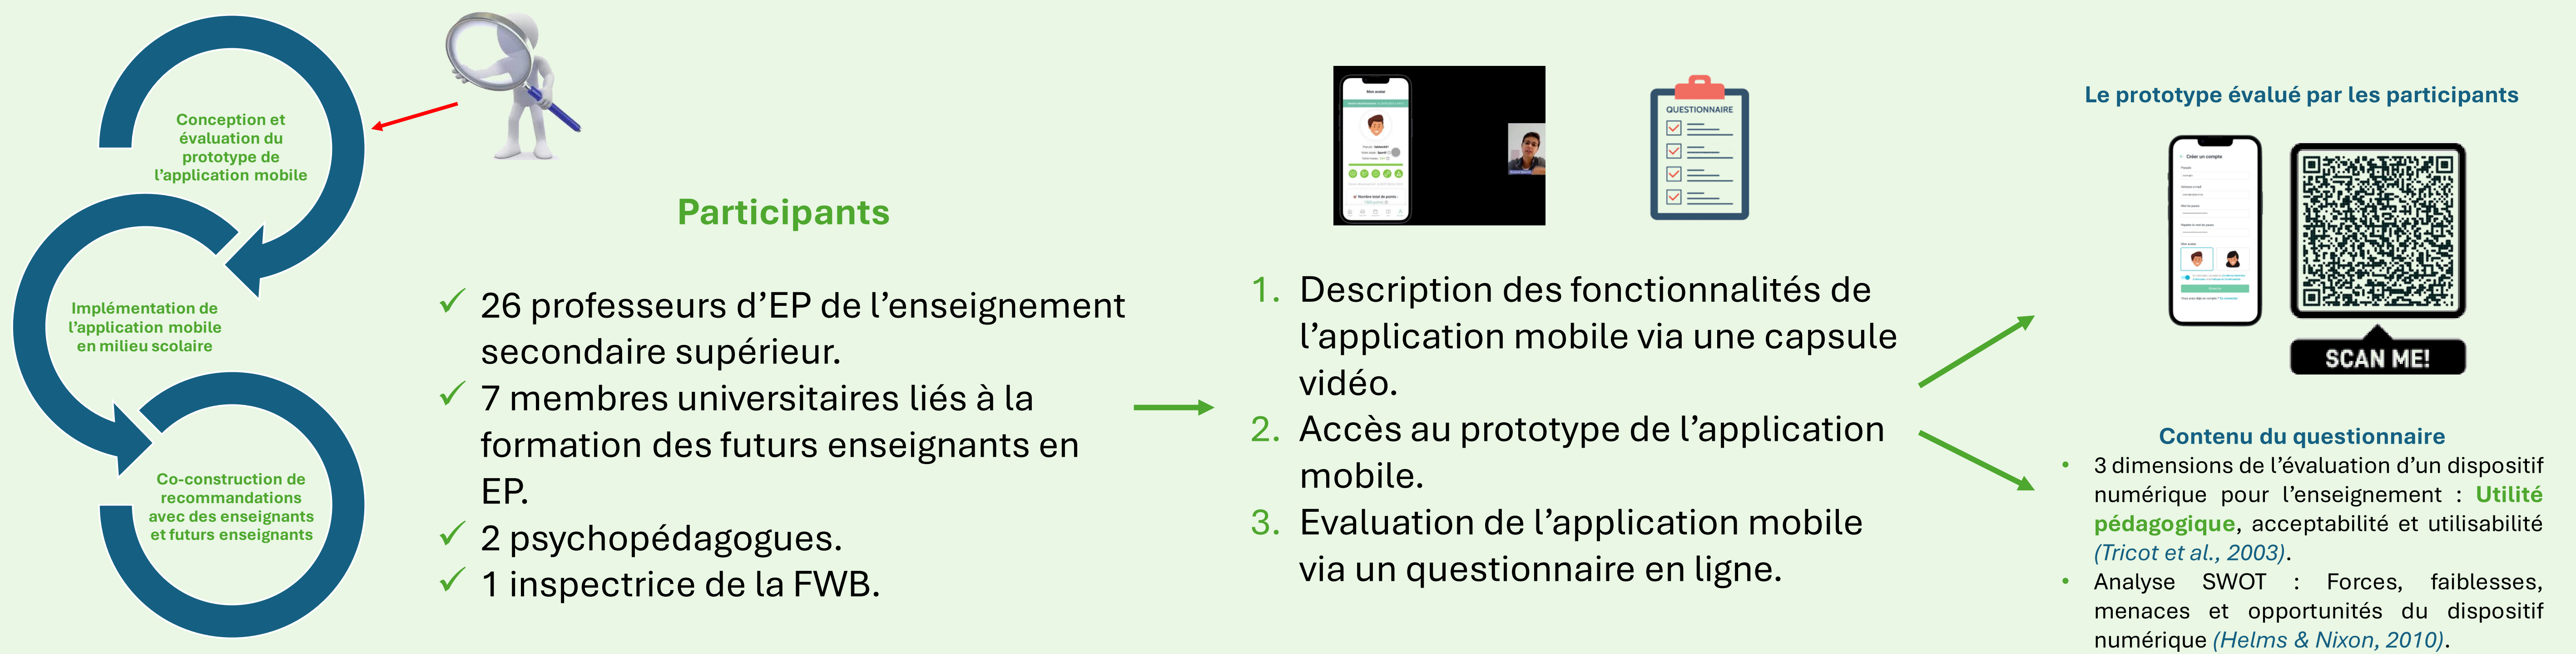 Conception et
évaluation du
prototype de
l'application mobile
Implémentation de
l'application mobile
en milieu scolaire
Co-construction de
recommandations
avec des enseignants
et futurs enseignants
Participants
✓ 26 professeurs d'EP de l'enseignement
secondaire supérieur.
✓ 7 membres universitaires liés à la
formation des futurs enseignants en
EP.
✓ 2 psychopédagogues.
✓ 1 inspectrice de la FWB.
Mon avatar
QUESTIONNAIRE
1. Description des fonctionnalités de
l'application mobile via une capsule
vidéo.
2. Accès au prototype de l'application
mobile.
3. Evaluation de l'application mobile
via un questionnaire en ligne.
Le prototype évalué par les participants
Créer un compte
SCAN ME!
Contenu du questionnaire
• 3 dimensions de l'évaluation d'un dispositif
numérique pour l'enseignement : Utilité
pédagogique, acceptabilité et utilisabilité
(Tricot et al., 2003).
• Analyse SWOT : Forces, faiblesses,
menaces et opportunités du dispositif
numérique (Helms & Nixon, 2010).